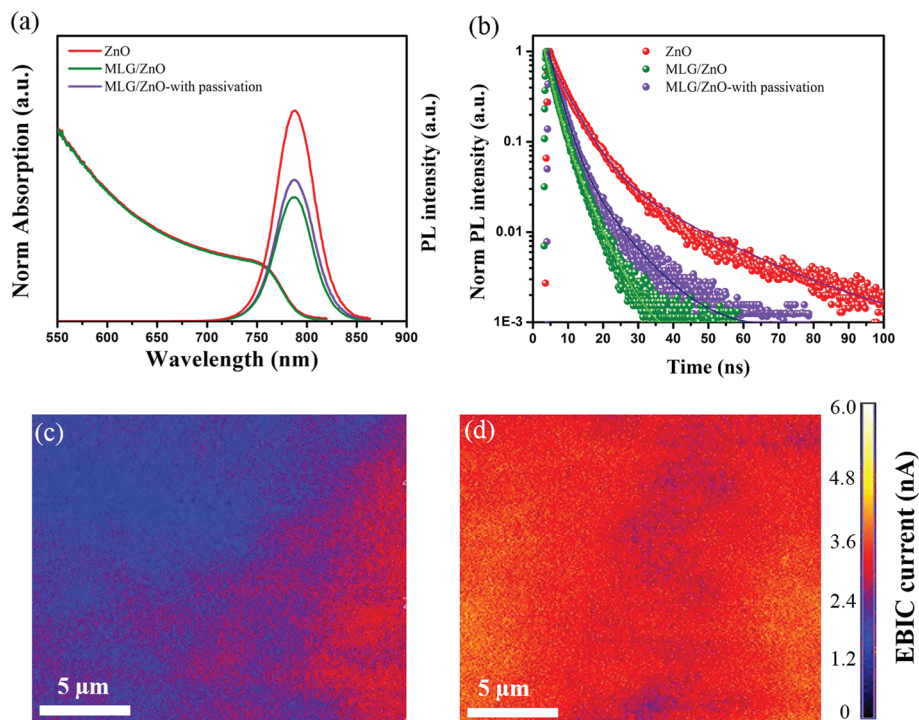 (a)
ZnO
MLG/ZnO
MLG/ZnO-with passivation
Norm Absorption (a.u.)
PL intensity (a.u.)
550 600 650 700 750 800 850 900
Wavelength (nm)
(b)
ZnO
MLG/ZnO
MLG/ZnO-with passivation
Norm PL intensity (a.u.)
1
0.1
0.01
1E-3
0 10 20 30 40 50 60 70 80 90 100
Time (ns)
(c)
5 μm
(d)
5 μm
6.0
4.8
3.6
2.4
1.2
0
EBIC current (nA)